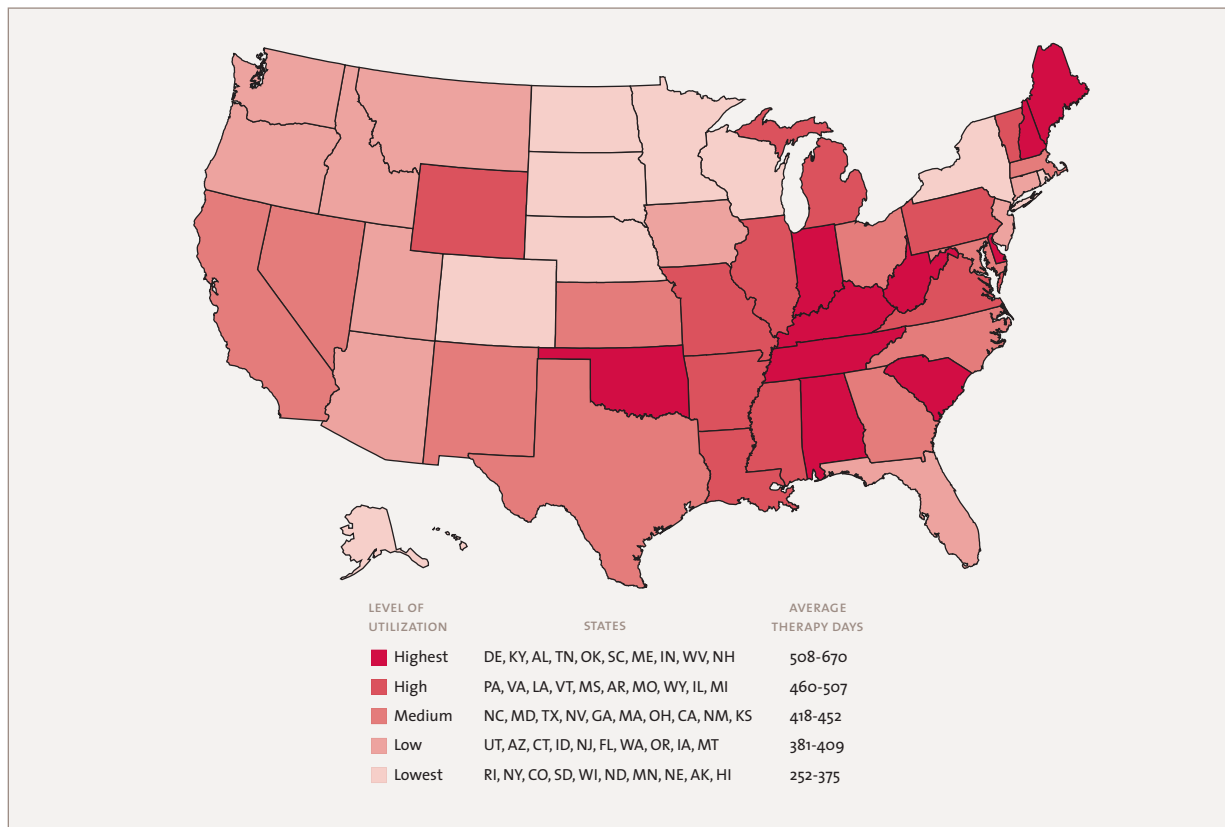 LEVEL OF UTILIZATION STATES AVERAGE THERAPY DAYS
Highest DE, KY, AL, TN, OK, SC, ME, IN, WV, NH 508-670
High PA, VA, LA, VT, MS, AR, MO, WY, IL, MI 460-507
Medium NC, MD, TX, NV, GA, MA, OH, CA, NM, KS 418-452
Low UT, AZ, CT, ID, NJ, FL, WA, OR, IA, MT 381-409
Lowest RI, NY, CO, SD, WI, ND, MN, NE, AK, HI 252-375